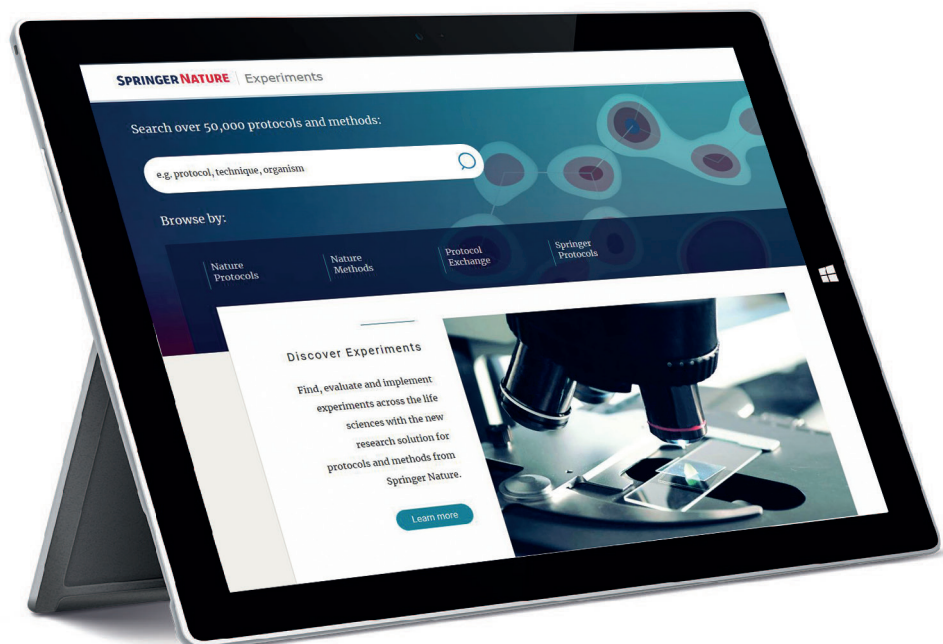 SPRINGER NATURE | Experiments
Search over 50,000 protocols and methods:
e.g. protocol, technique, organism
Browse by:
Nature
Protocols
Nature
Methods
Protocol
Exchange
Springer
Protocols
Discover Experiments
Find, evaluate and implement
experiments across the life
sciences with the new
research solution for
protocols and methods from
Springer Nature.
Learn more